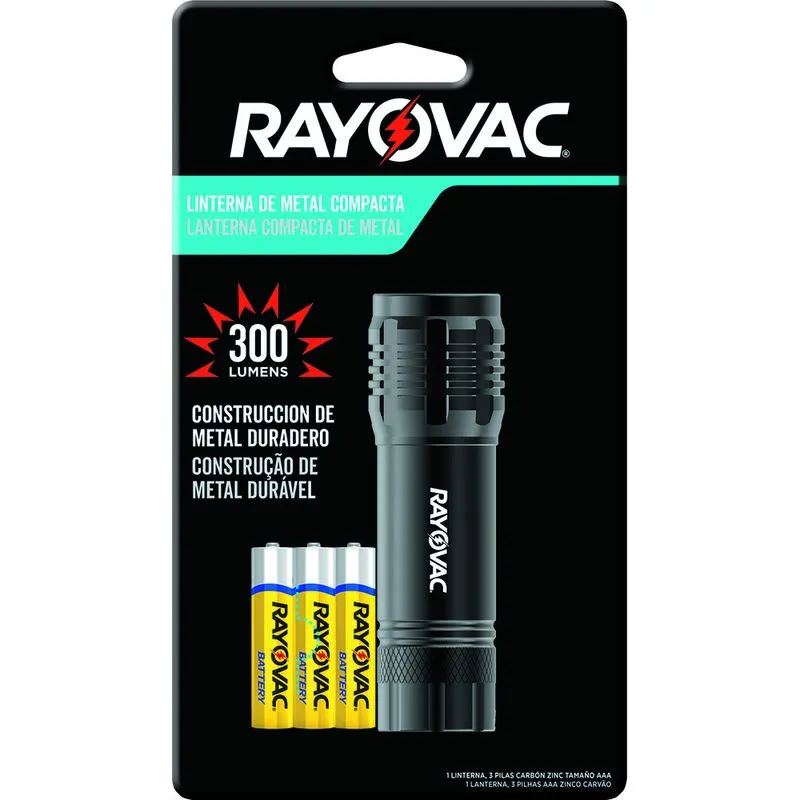 RAYOVAC®
LINTERNA DE METAL COMPACTA
LANTERNA COMPACTA DE METAL
300
LUMENS
CONSTRUCCION DE
METAL DURADERO
CONSTRUÇÃO DE
METAL DURÁVEL
RAYOVAC
RAYOVAC
BATTERY
RAYOVAC
BATTERY
RAYOVAC®
BATTERY
1 LINTERNA, 3 PILAS CARBÓN ZINC TAMAÑO AAA
1 LANTERNA, 3 PILHAS AAA ZINCO CARVÃO